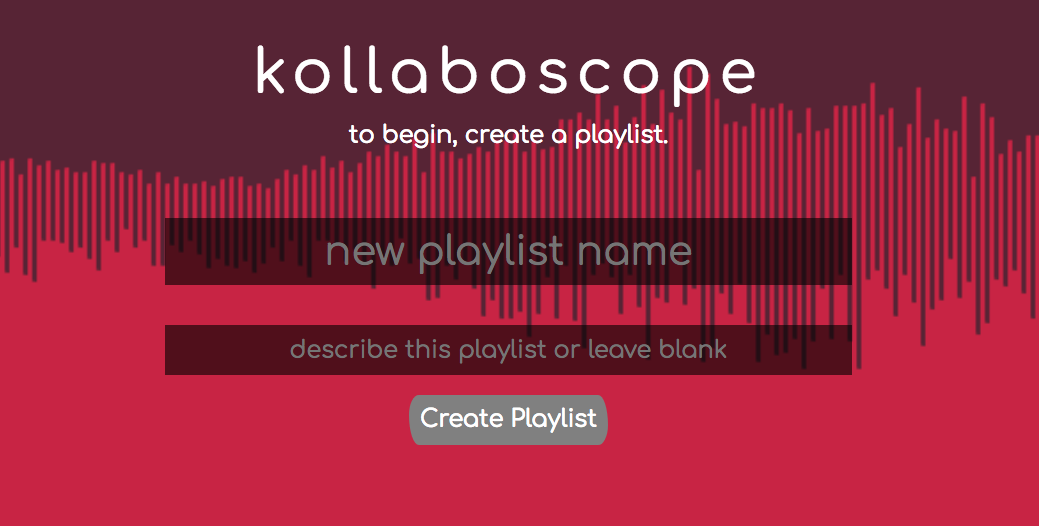 kollaboscope
to begin, create a playlist.
new playlist name
describe this playlist or leave blank
Create Playlist